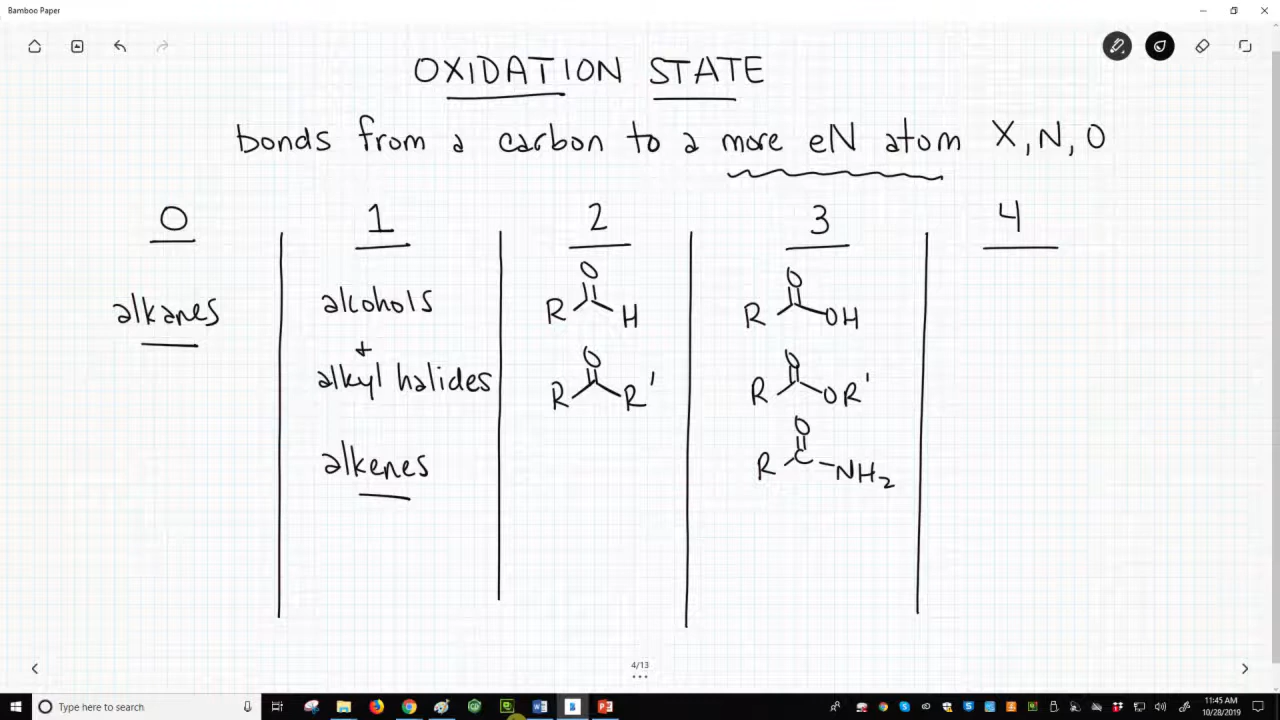 Bamboo Paper
OXIDATION STATE
bonds from a carbon to a more eN atom X, N, O
0 1 2 3 4
alkanes
alcohols
+
alkyl halides
alkenes
O
R H
O
R R'
O
R OH
O
R OR'
O
R C NH2
4/13
Type here to search
11:45 AM
10/28/2019